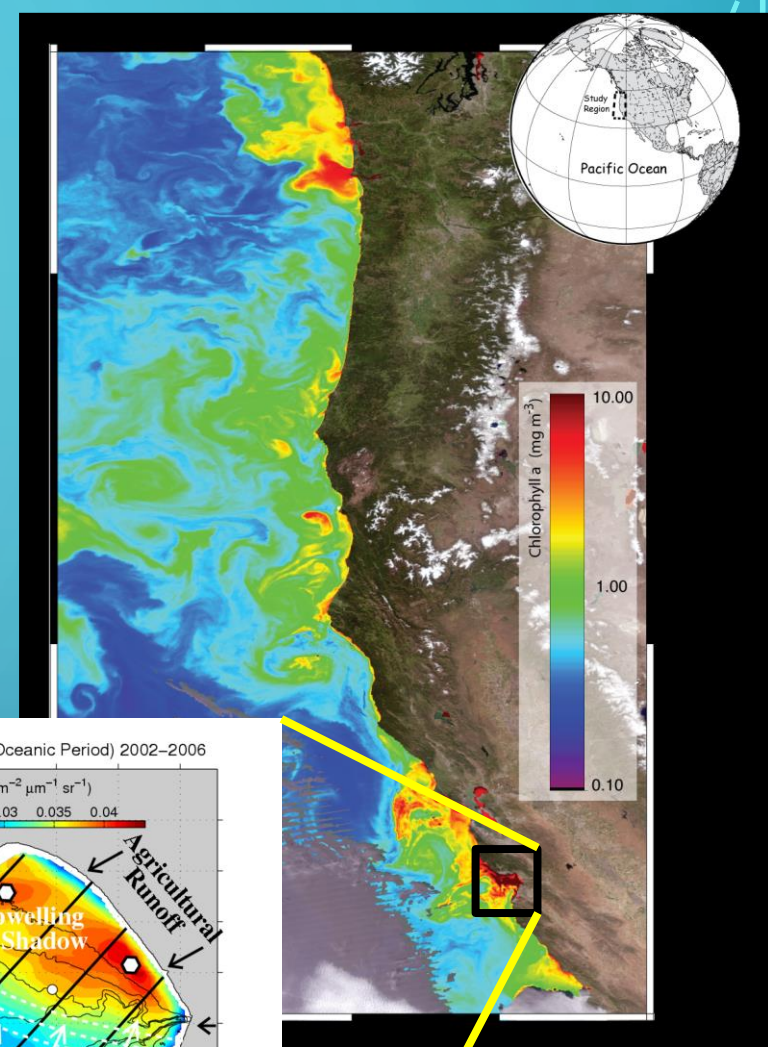 Study
Region
Pacific Ocean
10.00
Chlorophyll a (mg m-3)
1.00
0.10
Oceanic Period) 2002–2006
m⁻² μm⁻¹ sr⁻¹)
0.035
0.04
Agricultural
Runoff
Shadow